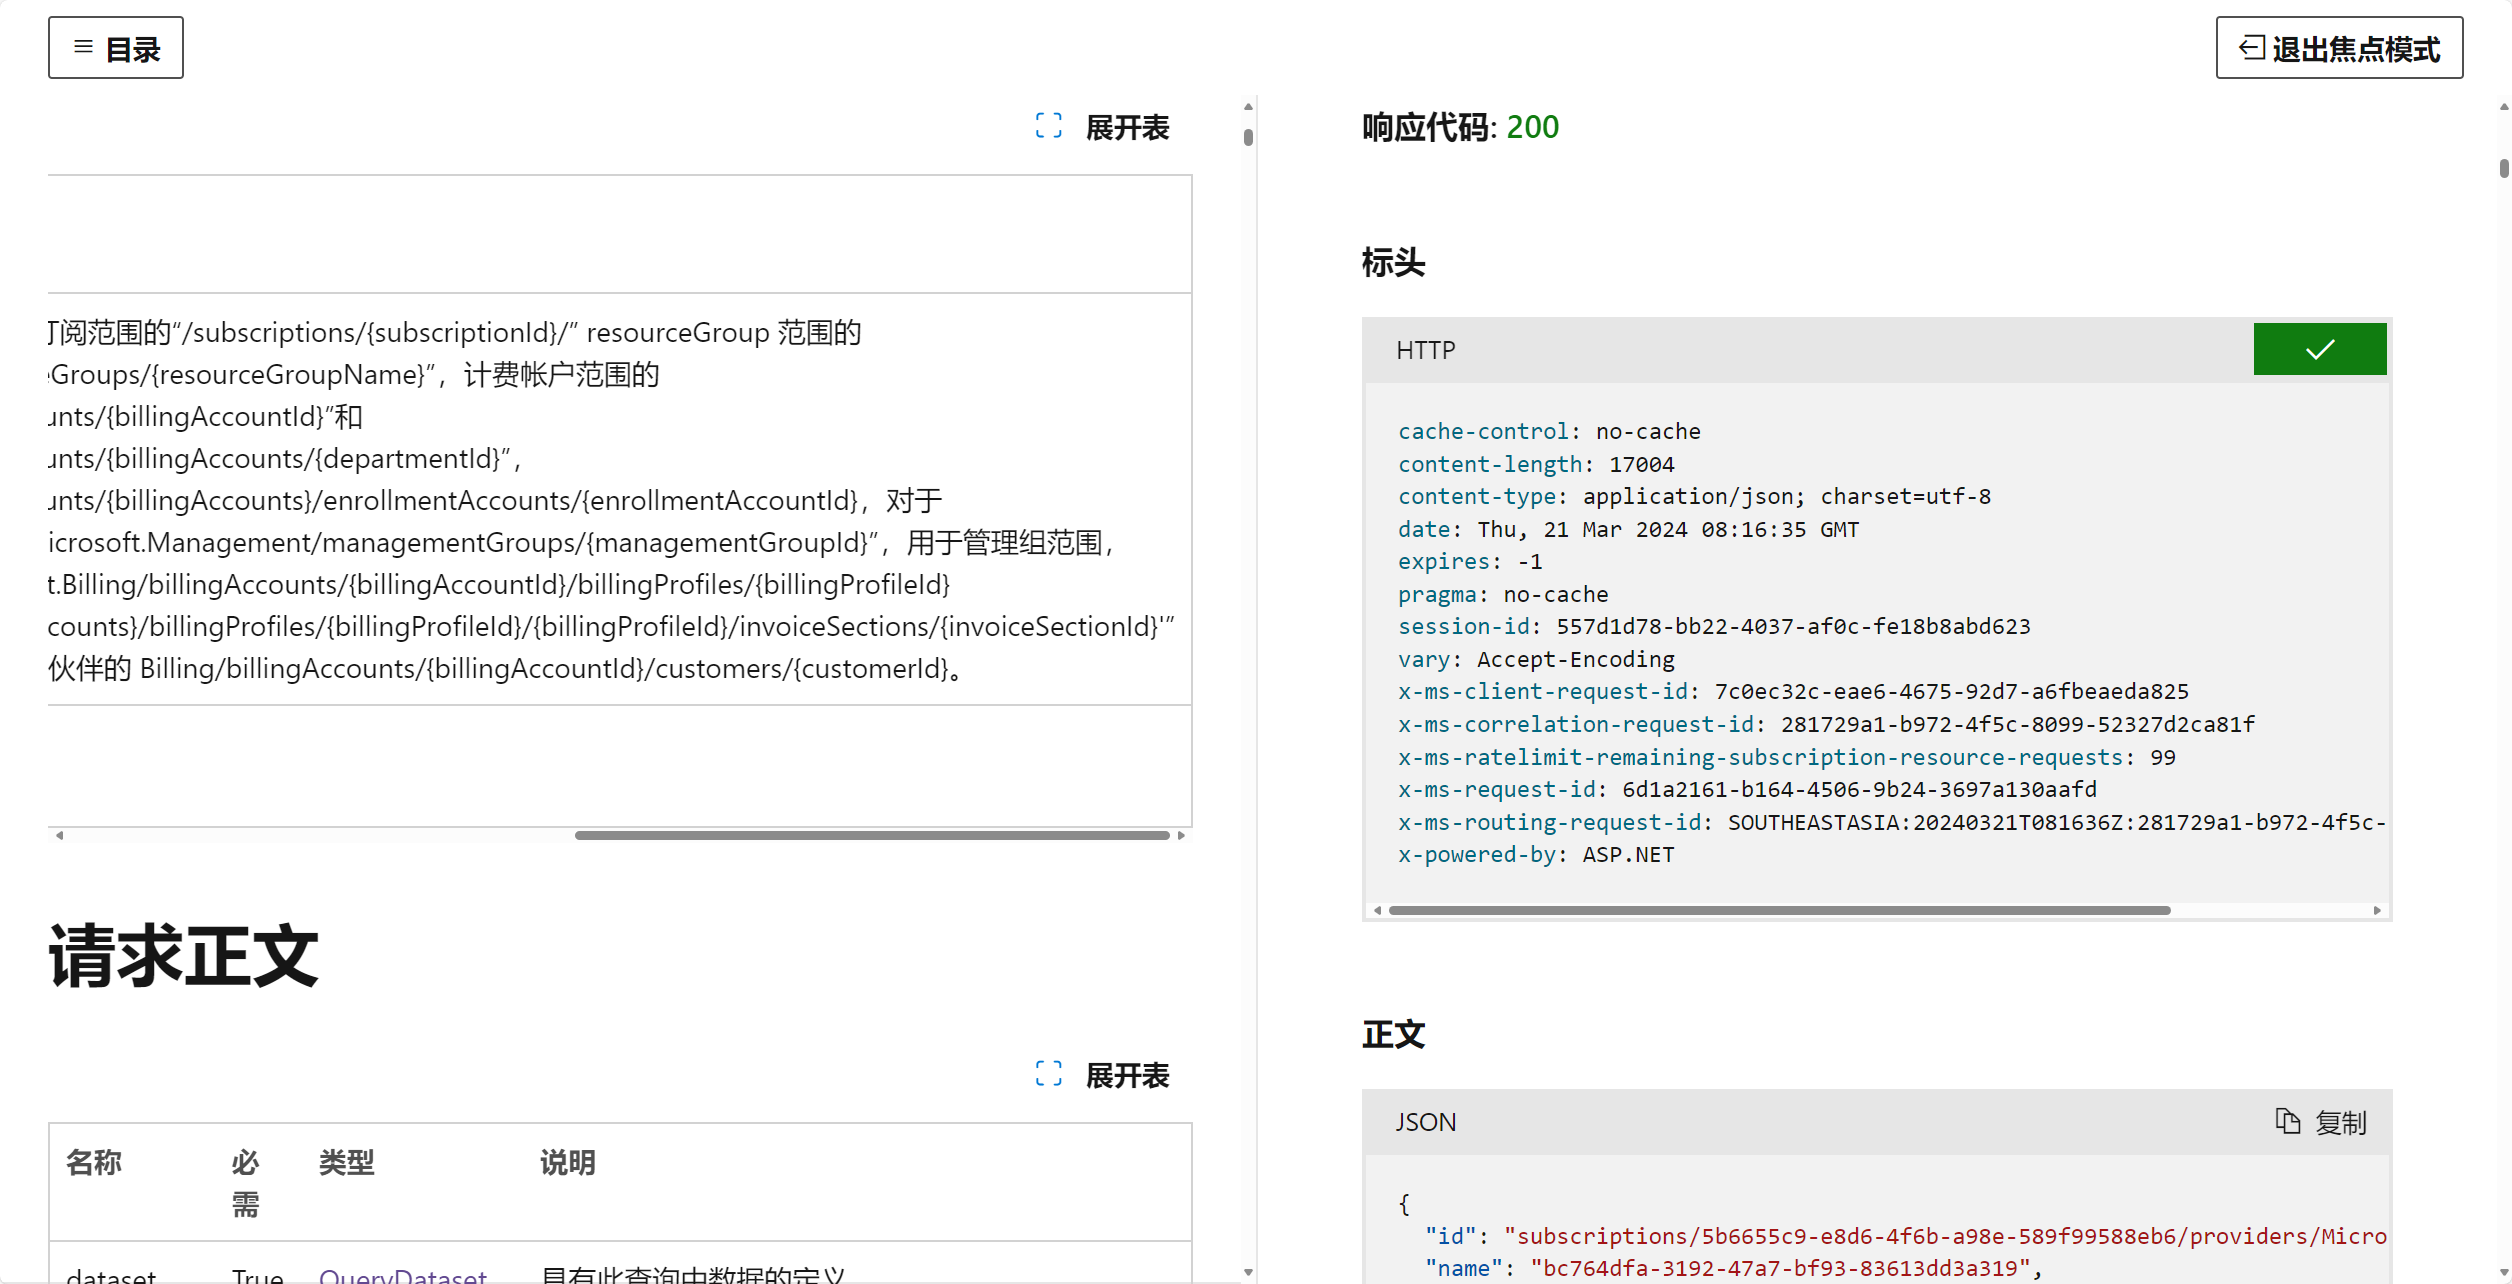 目录
退出焦点模式
展开表
订阅范围的“/subscriptions/{subscriptionId}/” resourceGroup 范围的
Groups/{resourceGroupName}”，计费帐户范围的
unts/{billingAccountId}”和
unts/{billingAccounts/{departmentId}”，
unts/{billingAccounts}/enrollmentAccounts/{enrollmentAccountId}，对于
icrosoft.Management/managementGroups/{managementGroupId}”，用于管理组范围，
t.Billing/billingAccounts/{billingAccountId}/billingProfiles/{billingProfileId}
counts}/billingProfiles/{billingProfileId}/{billingProfileId}/invoiceSections/{invoiceSectionId}'”
伙伴的 Billing/billingAccounts/{billingAccountId}/customers/{customerId}。
请求正文
展开表
名称 必需 类型 说明
dataset True QueryDataset 具有此查询中数据的定义
响应代码: 200
标头
HTTP
cache-control: no-cache
content-length: 17004
content-type: application/json; charset=utf-8
date: Thu, 21 Mar 2024 08:16:35 GMT
expires: -1
pragma: no-cache
session-id: 557d1d78-bb22-4037-af0c-fe18b8abd623
vary: Accept-Encoding
x-ms-client-request-id: 7c0ec32c-eae6-4675-92d7-a6fbeaeda825
x-ms-correlation-request-id: 281729a1-b972-4f5c-8099-52327d2ca81f
x-ms-ratelimit-remaining-subscription-resource-requests: 99
x-ms-request-id: 6d1a2161-b164-4506-9b24-3697a130aafd
x-ms-routing-request-id: SOUTHEASTASIA:20240321T081636Z:281729a1-b972-4f5c-
x-powered-by: ASP.NET
正文
JSON
复制
{
"id": "subscriptions/5b6655c9-e8d6-4f6b-a98e-589f99588eb6/providers/Micro
"name": "bc764dfa-3192-47a7-bf93-83613dd3a319",